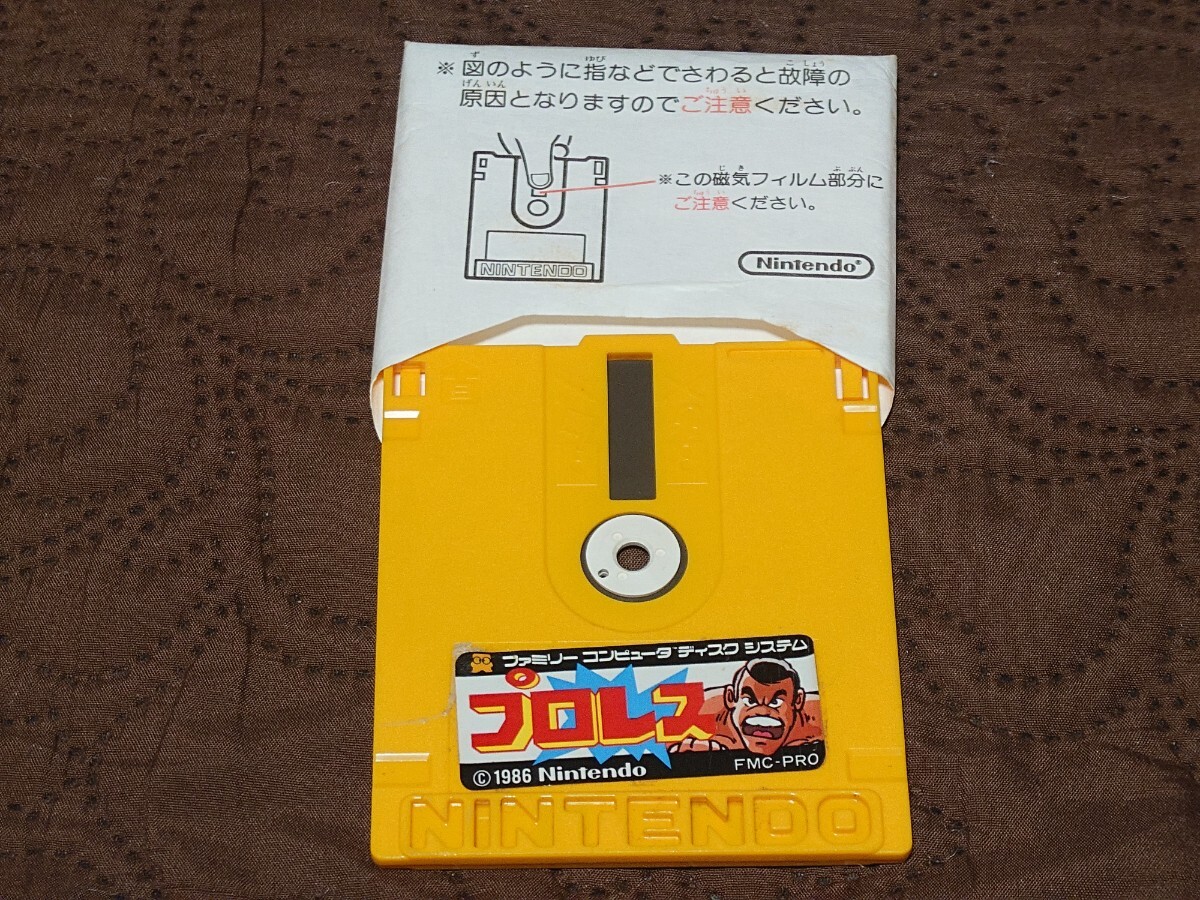 ※図のように指などでさわると故障の
原因となりますのでご注意ください。
※この磁気フィルム部分に
ご注意ください。
NINTENDO
Nintendo®
ファミリー コンピュータ ディスク システム
プロレス
©1986 Nintendo
FMC-PRO
NINTENDO